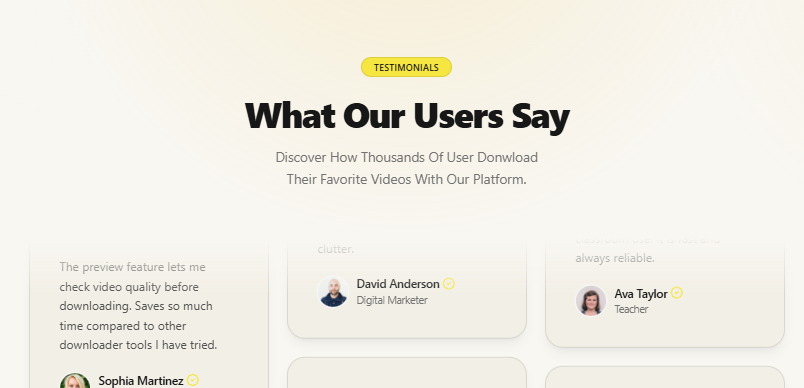 TESTIMONIALS
What Our Users Say
Discover How Thousands Of User Donwload
Their Favorite Videos With Our Platform.
The preview feature lets me
check video quality before
downloading. Saves so much
time compared to other
downloader tools I have tried.
Sophia Martinez
clutter.
David Anderson
Digital Marketer
always reliable.
Ava Taylor
Teacher